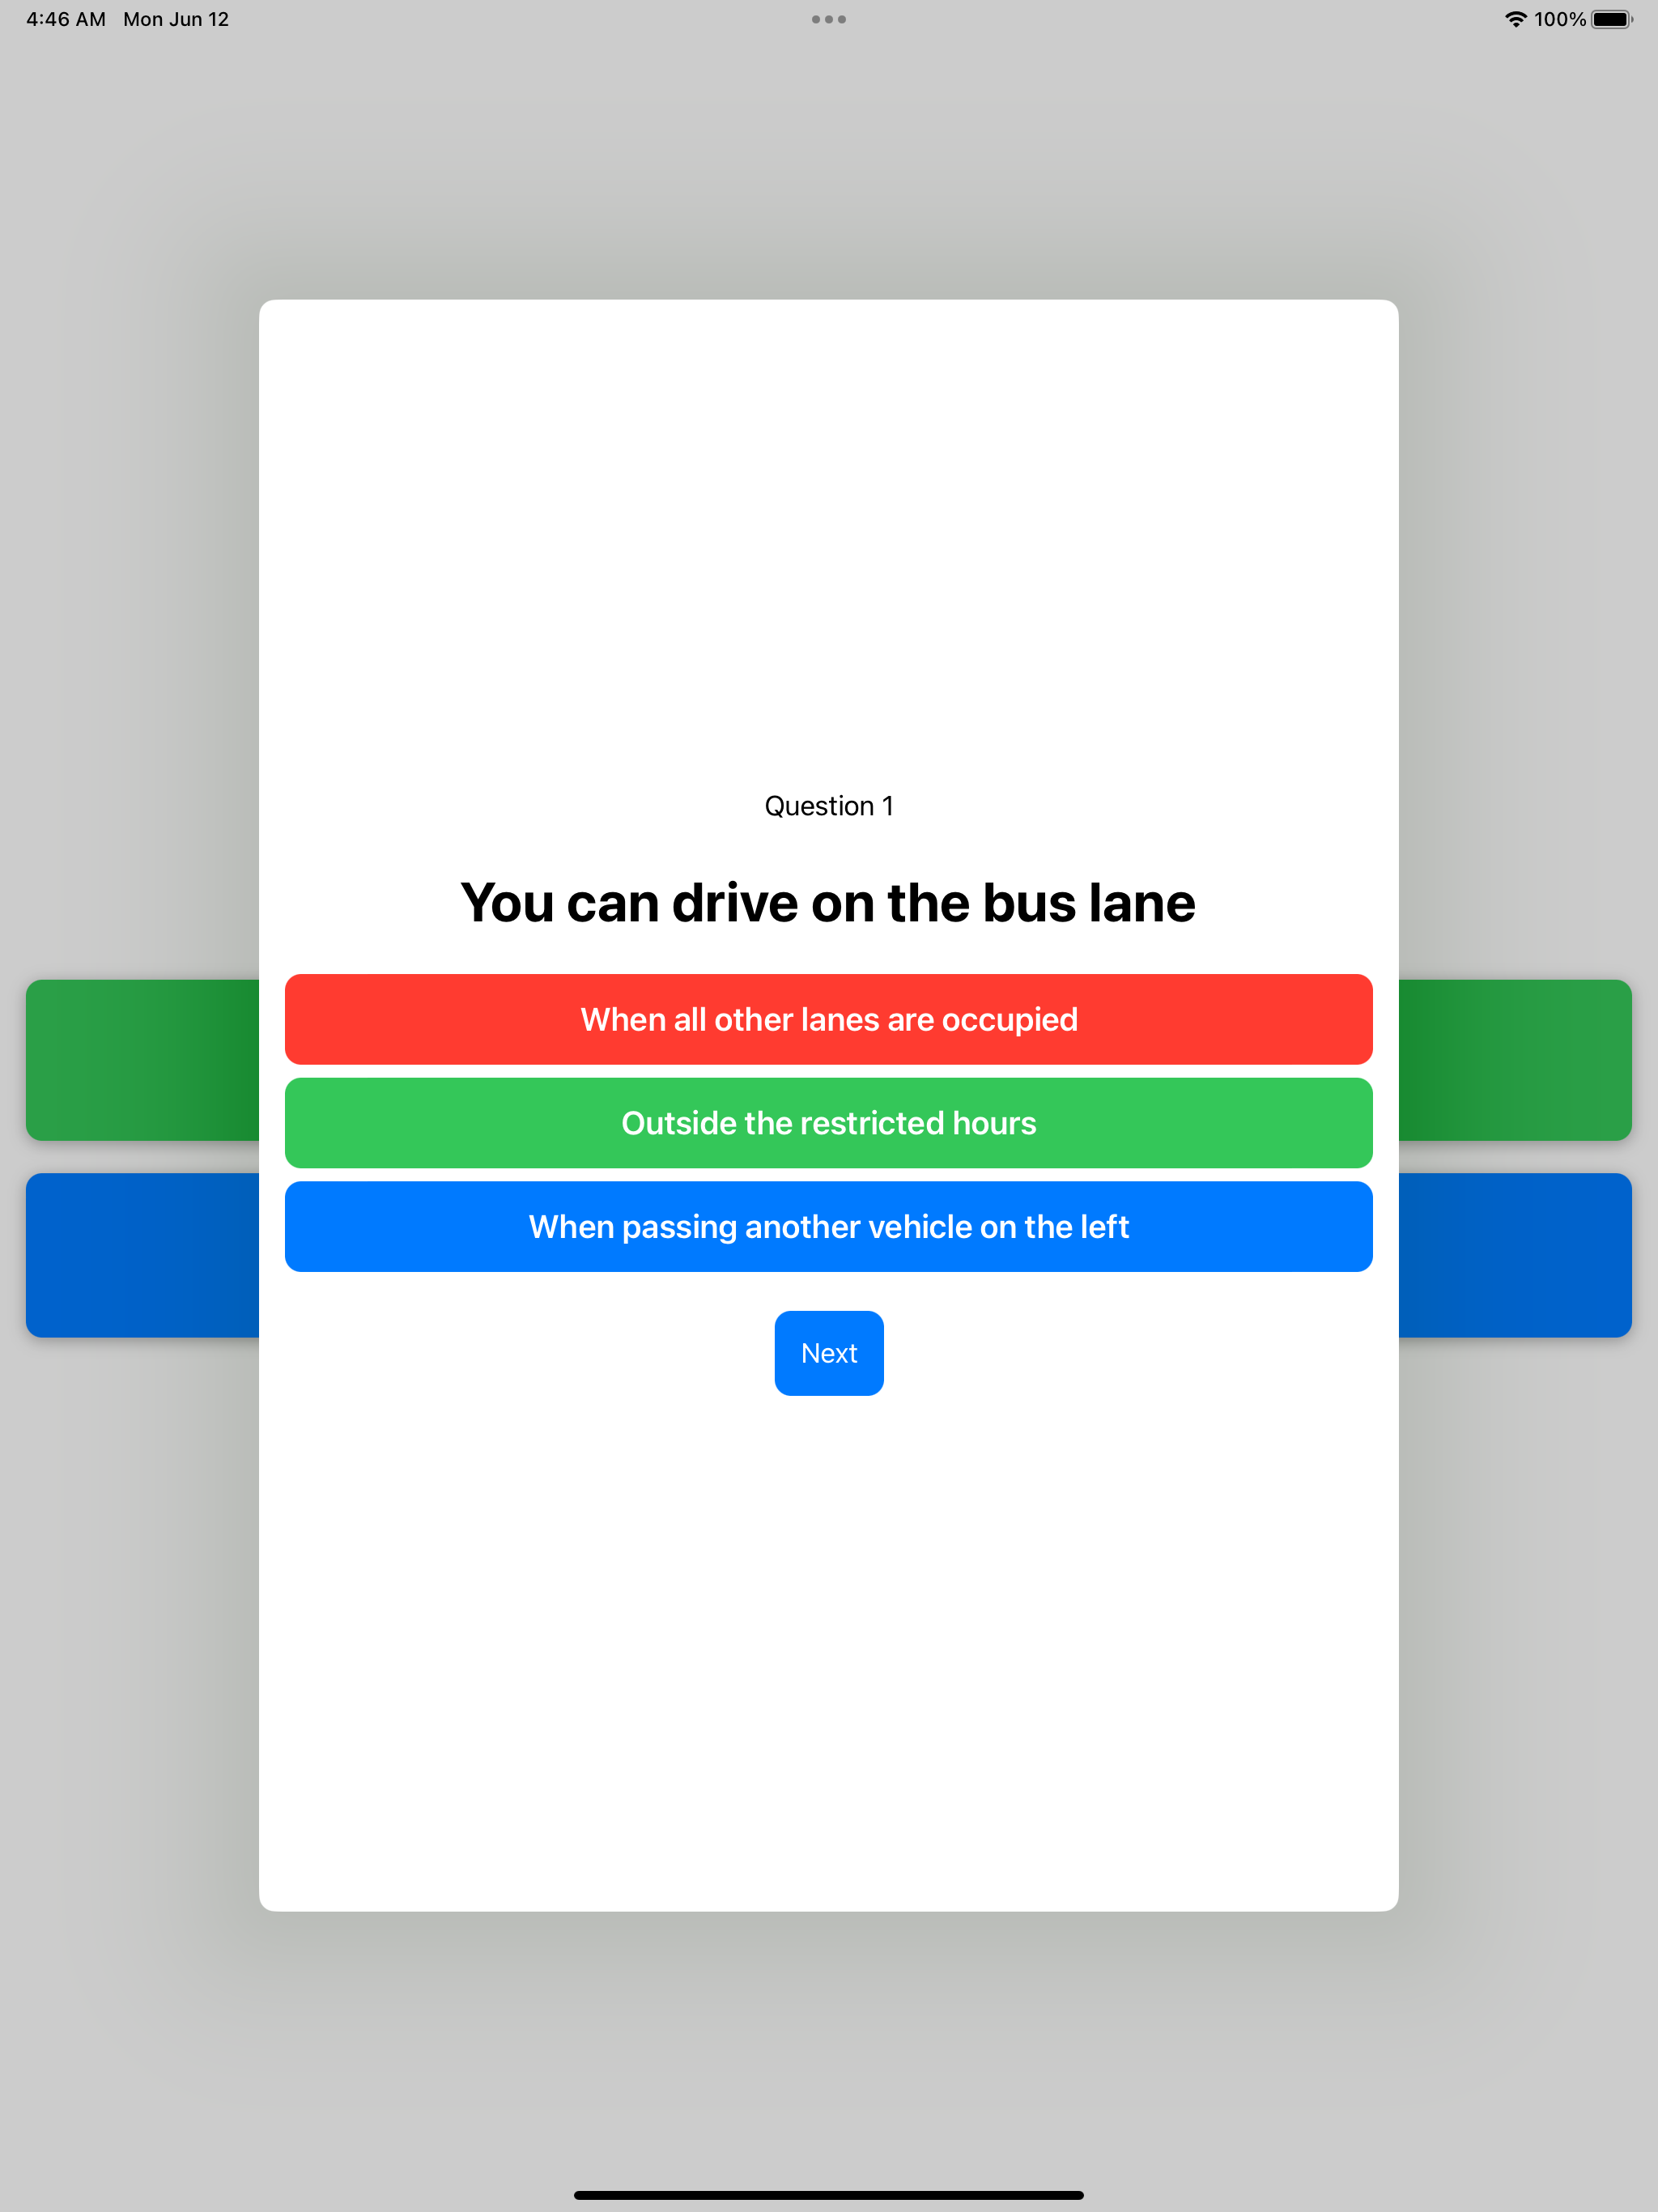 4:46 AM Mon Jun 12
100%
Question 1
You can drive on the bus lane
When all other lanes are occupied
Outside the restricted hours
When passing another vehicle on the left
Next